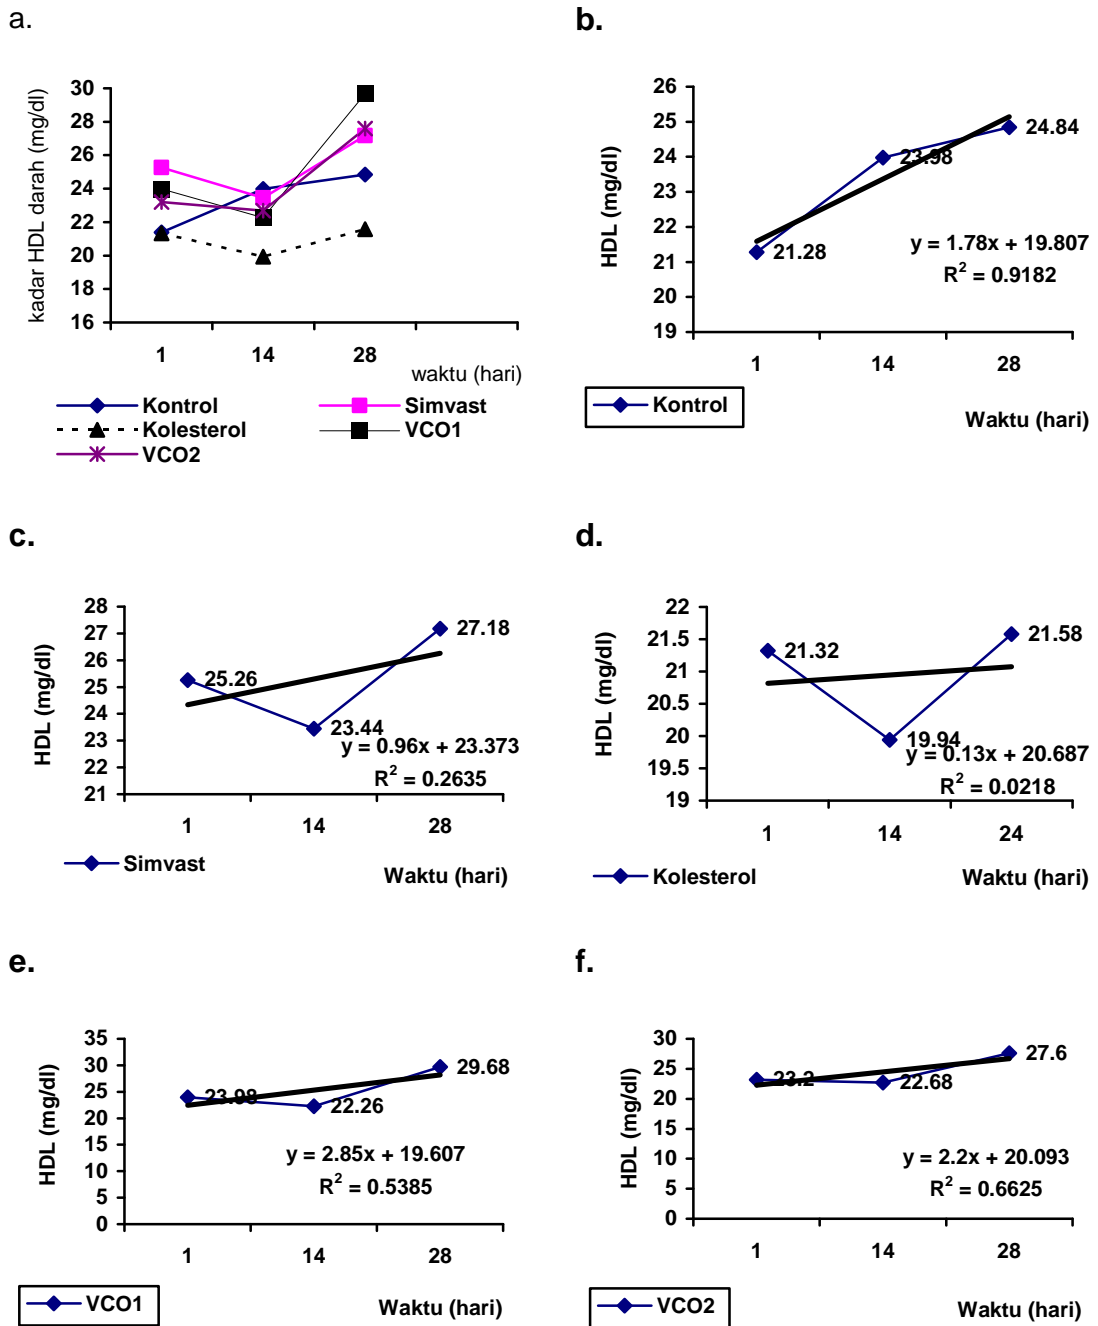 a.
b.
kadar HDL darah (mg/dl)
30
28
26
24
22
20
18
16
1 14 28
waktu (hari)
Kontrol Simvast
Kolesterol VCO1
VCO2
HDL (mg/dl)
26
25
24
23
22
21
20
19
21.28
23.98
24.84
y = 1.78x + 19.807
R² = 0.9182
1 14 28
Kontrol
Waktu (hari)
c.
d.
HDL (mg/dl)
28
27
26
25
24
23
22
21
25.26
23.44
27.18
y = 0.96x + 23.373
R² = 0.2635
1 14 28
Simvast
Waktu (hari)
HDL (mg/dl)
22
21.5
21
20.5
20
19.5
19
21.32
19.94
21.58
y = 0.13x + 20.687
R² = 0.0218
1 14 24
Kolesterol
Waktu (hari)
e.
f.
HDL (mg/dl)
35
30
25
20
15
10
5
0
23.98
22.26
29.68
y = 2.85x + 19.607
R² = 0.5385
1 14 28
VCO1
Waktu (hari)
HDL (mg/dl)
30
25
20
15
10
5
0
23.2
22.68
27.6
y = 2.2x + 20.093
R² = 0.6625
1 14 28
VCO2
Waktu (hari)